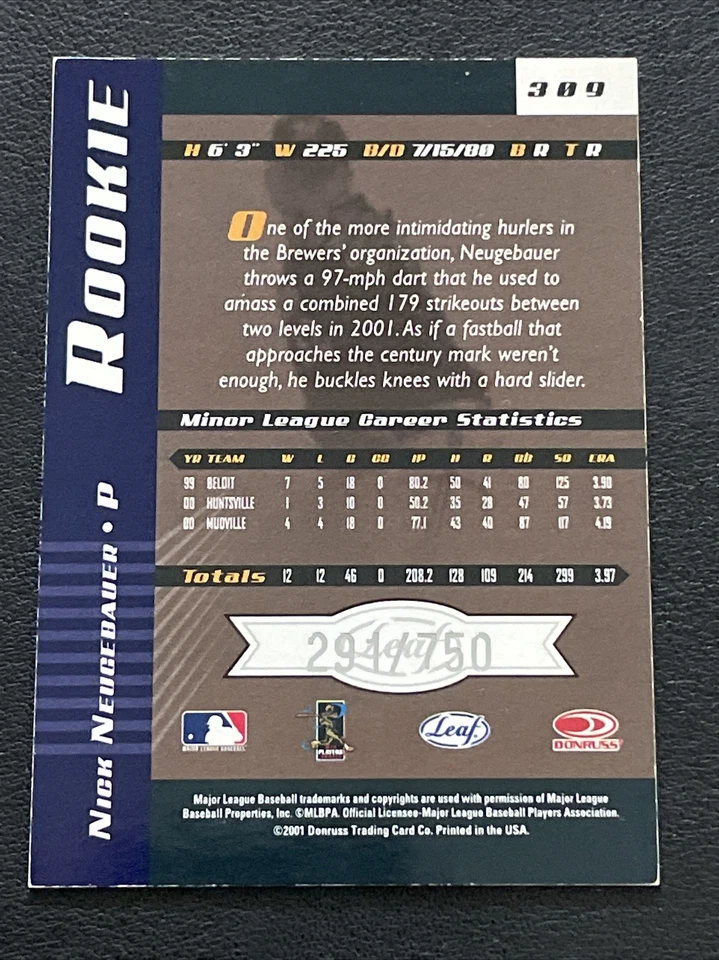 309
ROOKIE
NICK NEUGEBAUER • P
H 6' 3" W 225 B/D 7/15/80 B R T R
One of the more intimidating hurlers in
the Brewers' organization, Neugebauer
throws a 97-mph dart that he used to
amass a combined 179 strikeouts between
two levels in 2001. As if a fastball that
approaches the century mark weren't
enough, he buckles knees with a hard slider.
Minor League Career Statistics
YR TEAM W L G CG IP H R BB SO ERA
99 BELOIT 7 5 18 0 80.2 50 41 80 125 3.90
00 HUNTSVILLE 1 3 10 0 50.2 35 28 47 57 3.73
00 MUDVILLE 4 4 18 0 77.1 43 40 87 117 4.19
Totals 12 12 46 0 208.2 128 109 214 299 3.97
Leaf
291/750
MAJOR LEAGUE BASEBALL
PLAYERS
Leaf
DONRUSS
Major League Baseball trademarks and copyrights are used with permission of Major League
Baseball Properties, Inc. ©MLBPA. Official Licensee-Major League Baseball Players Association.
©2001 Donruss Trading Card Co. Printed in the USA.